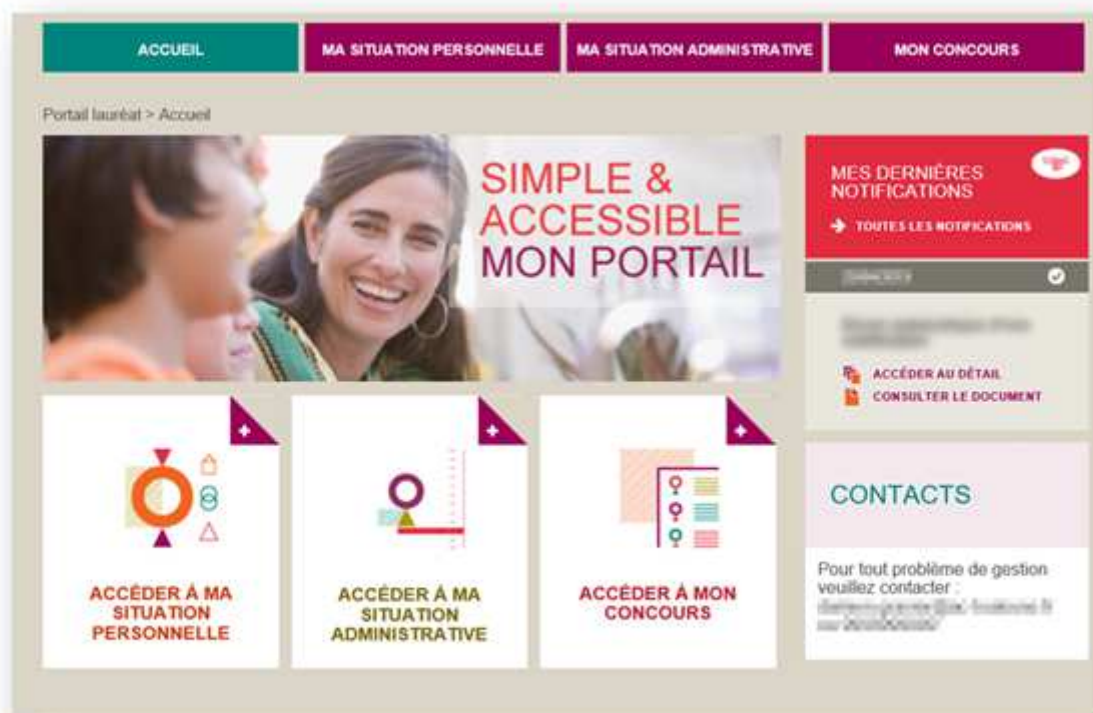 ACCUEIL
MA SITUATION PERSONNELLE
MA SITUATION ADMINISTRATIVE
MON CONCOURS
Portail lauréat > Accueil
SIMPLE &
ACCESSIBLE
MON PORTAIL
MES DERNIÈRES
NOTIFICATIONS
TOUTES LES NOTIFICATIONS
ACCÉDER AU DÉTAIL
CONSULTER LE DOCUMENT
ACCÉDER À MA
SITUATION
PERSONNELLE
ACCÉDER À MA
SITUATION
ADMINISTRATIVE
ACCÉDER À MON
CONCOURS
CONTACTS
Pour tout problème de gestion
veuillez contacter :